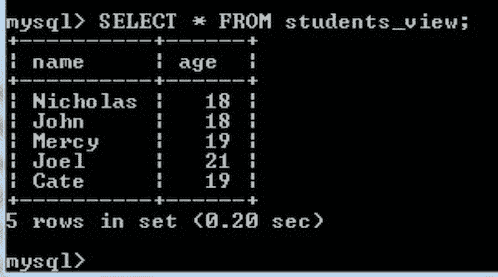 mysql> SELECT * FROM students_view;
+-----------+------+
| name      | age  |
+-----------+------+
| Nicholas  |   18 |
| John      |   18 |
| Mercy     |   19 |
| Joel      |   21 |
| Cate      |   19 |
+-----------+------+
5 rows in set (0.20 sec)
mysql>